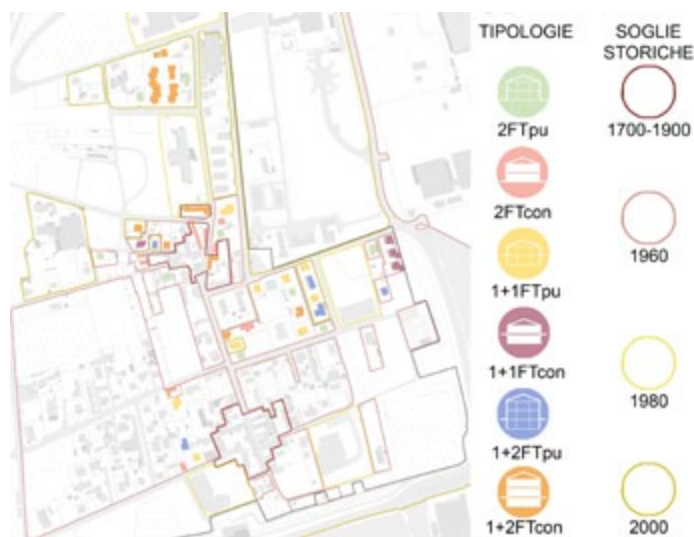 TIPOLOGIE
2FTpu
2FTcon
1+1FTpu
1+1FTcon
1+2FTpu
1+2FTcon
SOGLIE
STORICHE
1700-1900
1960
1980
2000